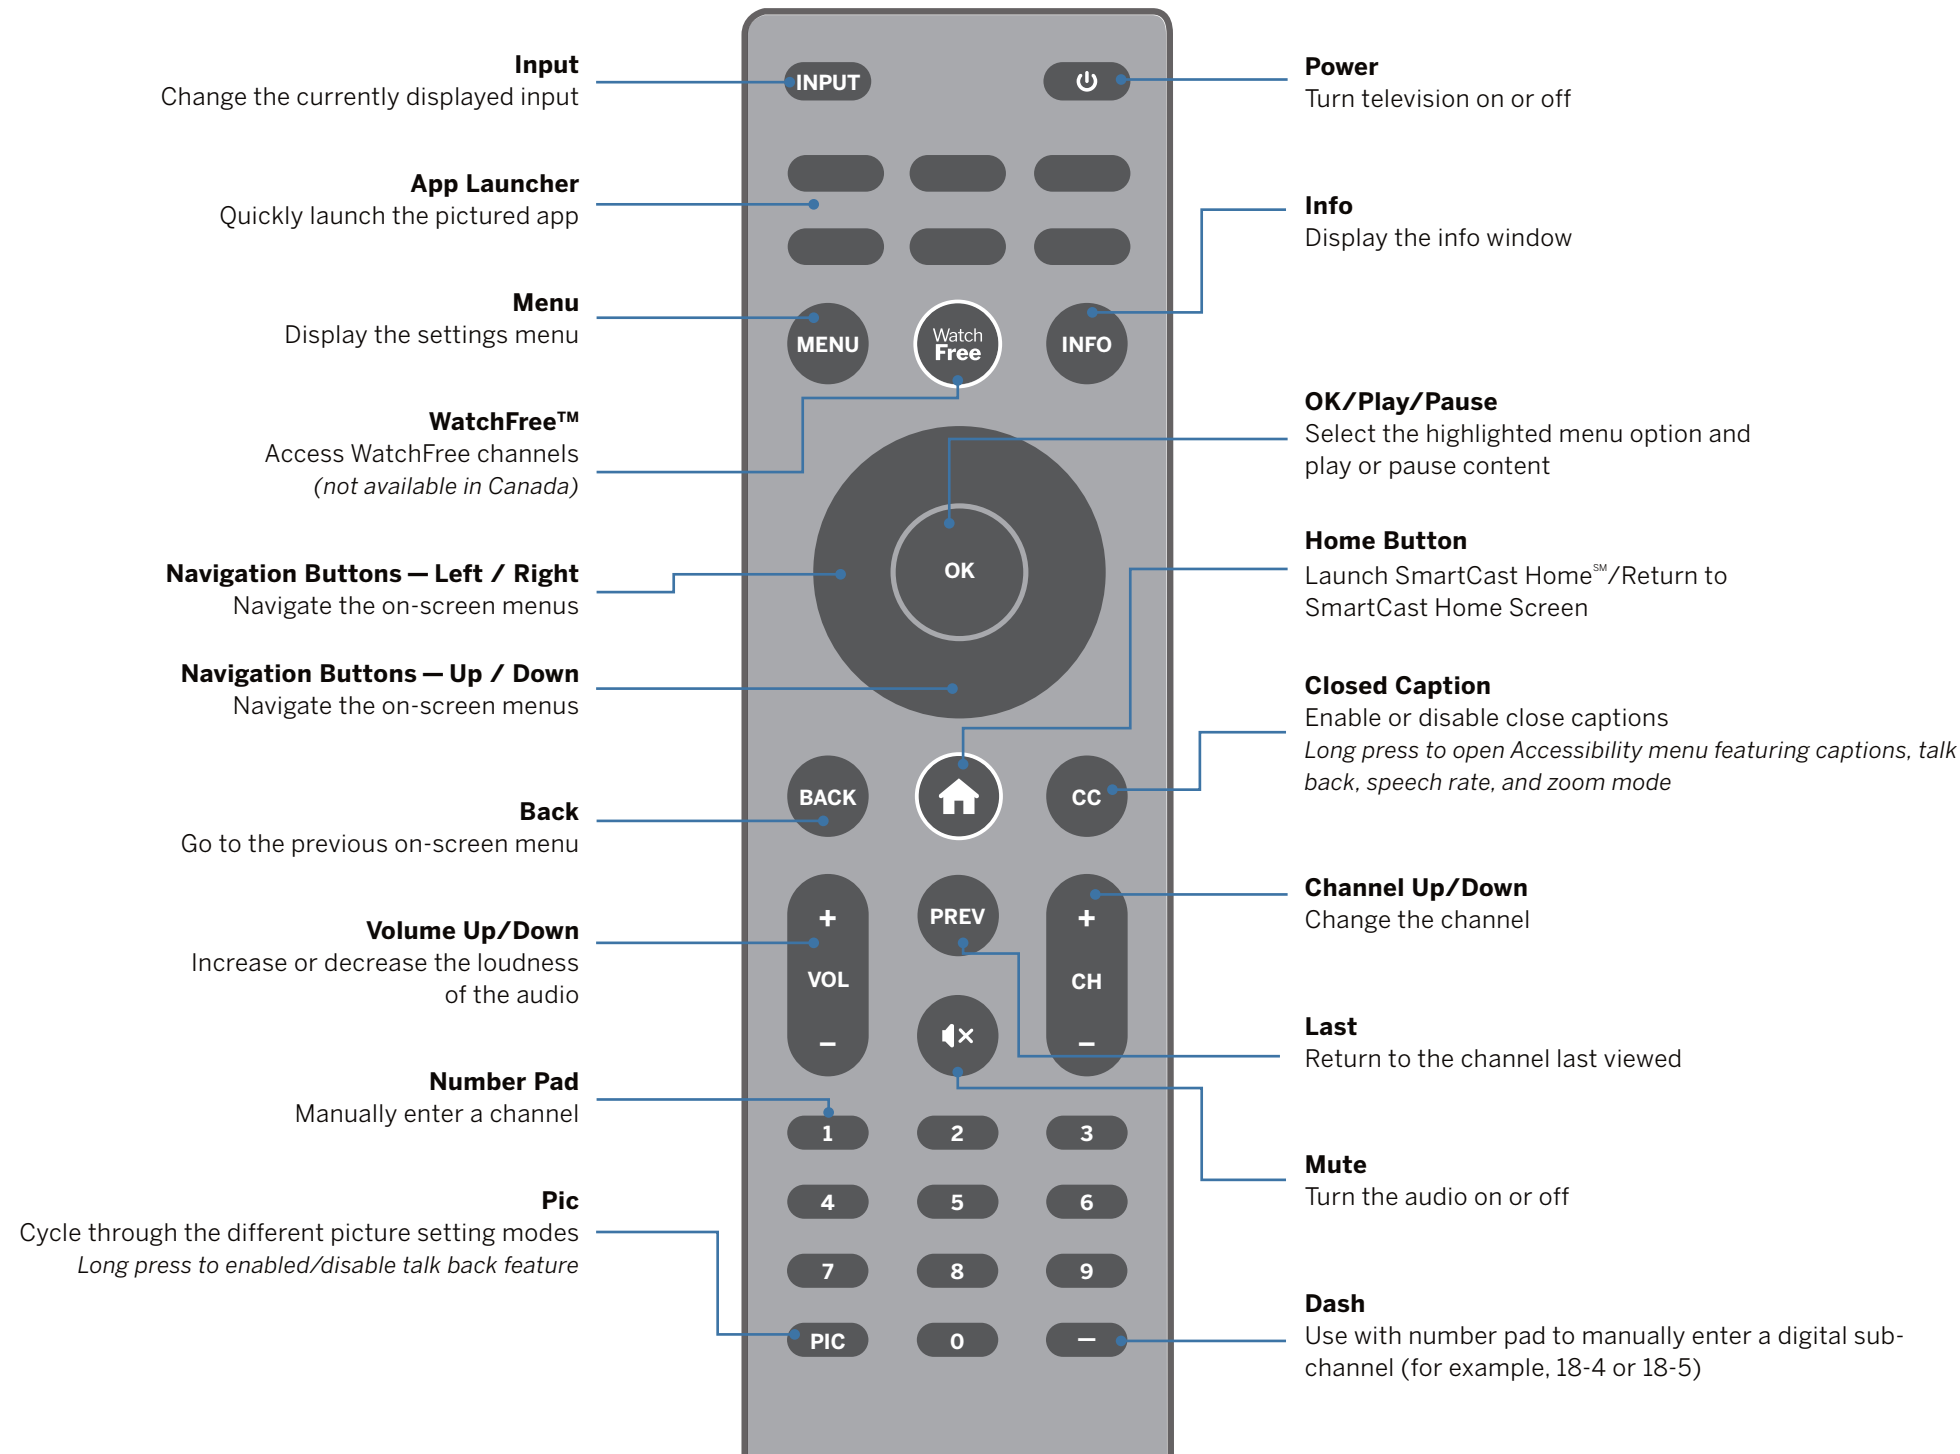 Input
Change the currently displayed input
App Launcher
Quickly launch the pictured app
Menu
Display the settings menu
WatchFree™
Access WatchFree channels
(not available in Canada)
Navigation Buttons — Left / Right
Navigate the on-screen menus
Navigation Buttons — Up / Down
Navigate the on-screen menus
Back
Go to the previous on-screen menu
Volume Up/Down
Increase or decrease the loudness
of the audio
Number Pad
Manually enter a channel
Pic
Cycle through the different picture setting modes
Long press to enabled/disable talk back feature
INPUT
MENU
Watch
Free
INFO
OK
BACK
CC
+
VOL
–
PREV
+
CH
–
1
2
3
4
5
6
7
8
9
PIC
0
–
Power
Turn television on or off
Info
Display the info window
OK/Play/Pause
Select the highlighted menu option and
play or pause content
Home Button
Launch SmartCast Home℠/Return to
SmartCast Home Screen
Closed Caption
Enable or disable close captions
Long press to open Accessibility menu featuring captions, talk
back, speech rate, and zoom mode
Channel Up/Down
Change the channel
Last
Return to the channel last viewed
Mute
Turn the audio on or off
Dash
Use with number pad to manually enter a digital sub-
channel (for example, 18-4 or 18-5)